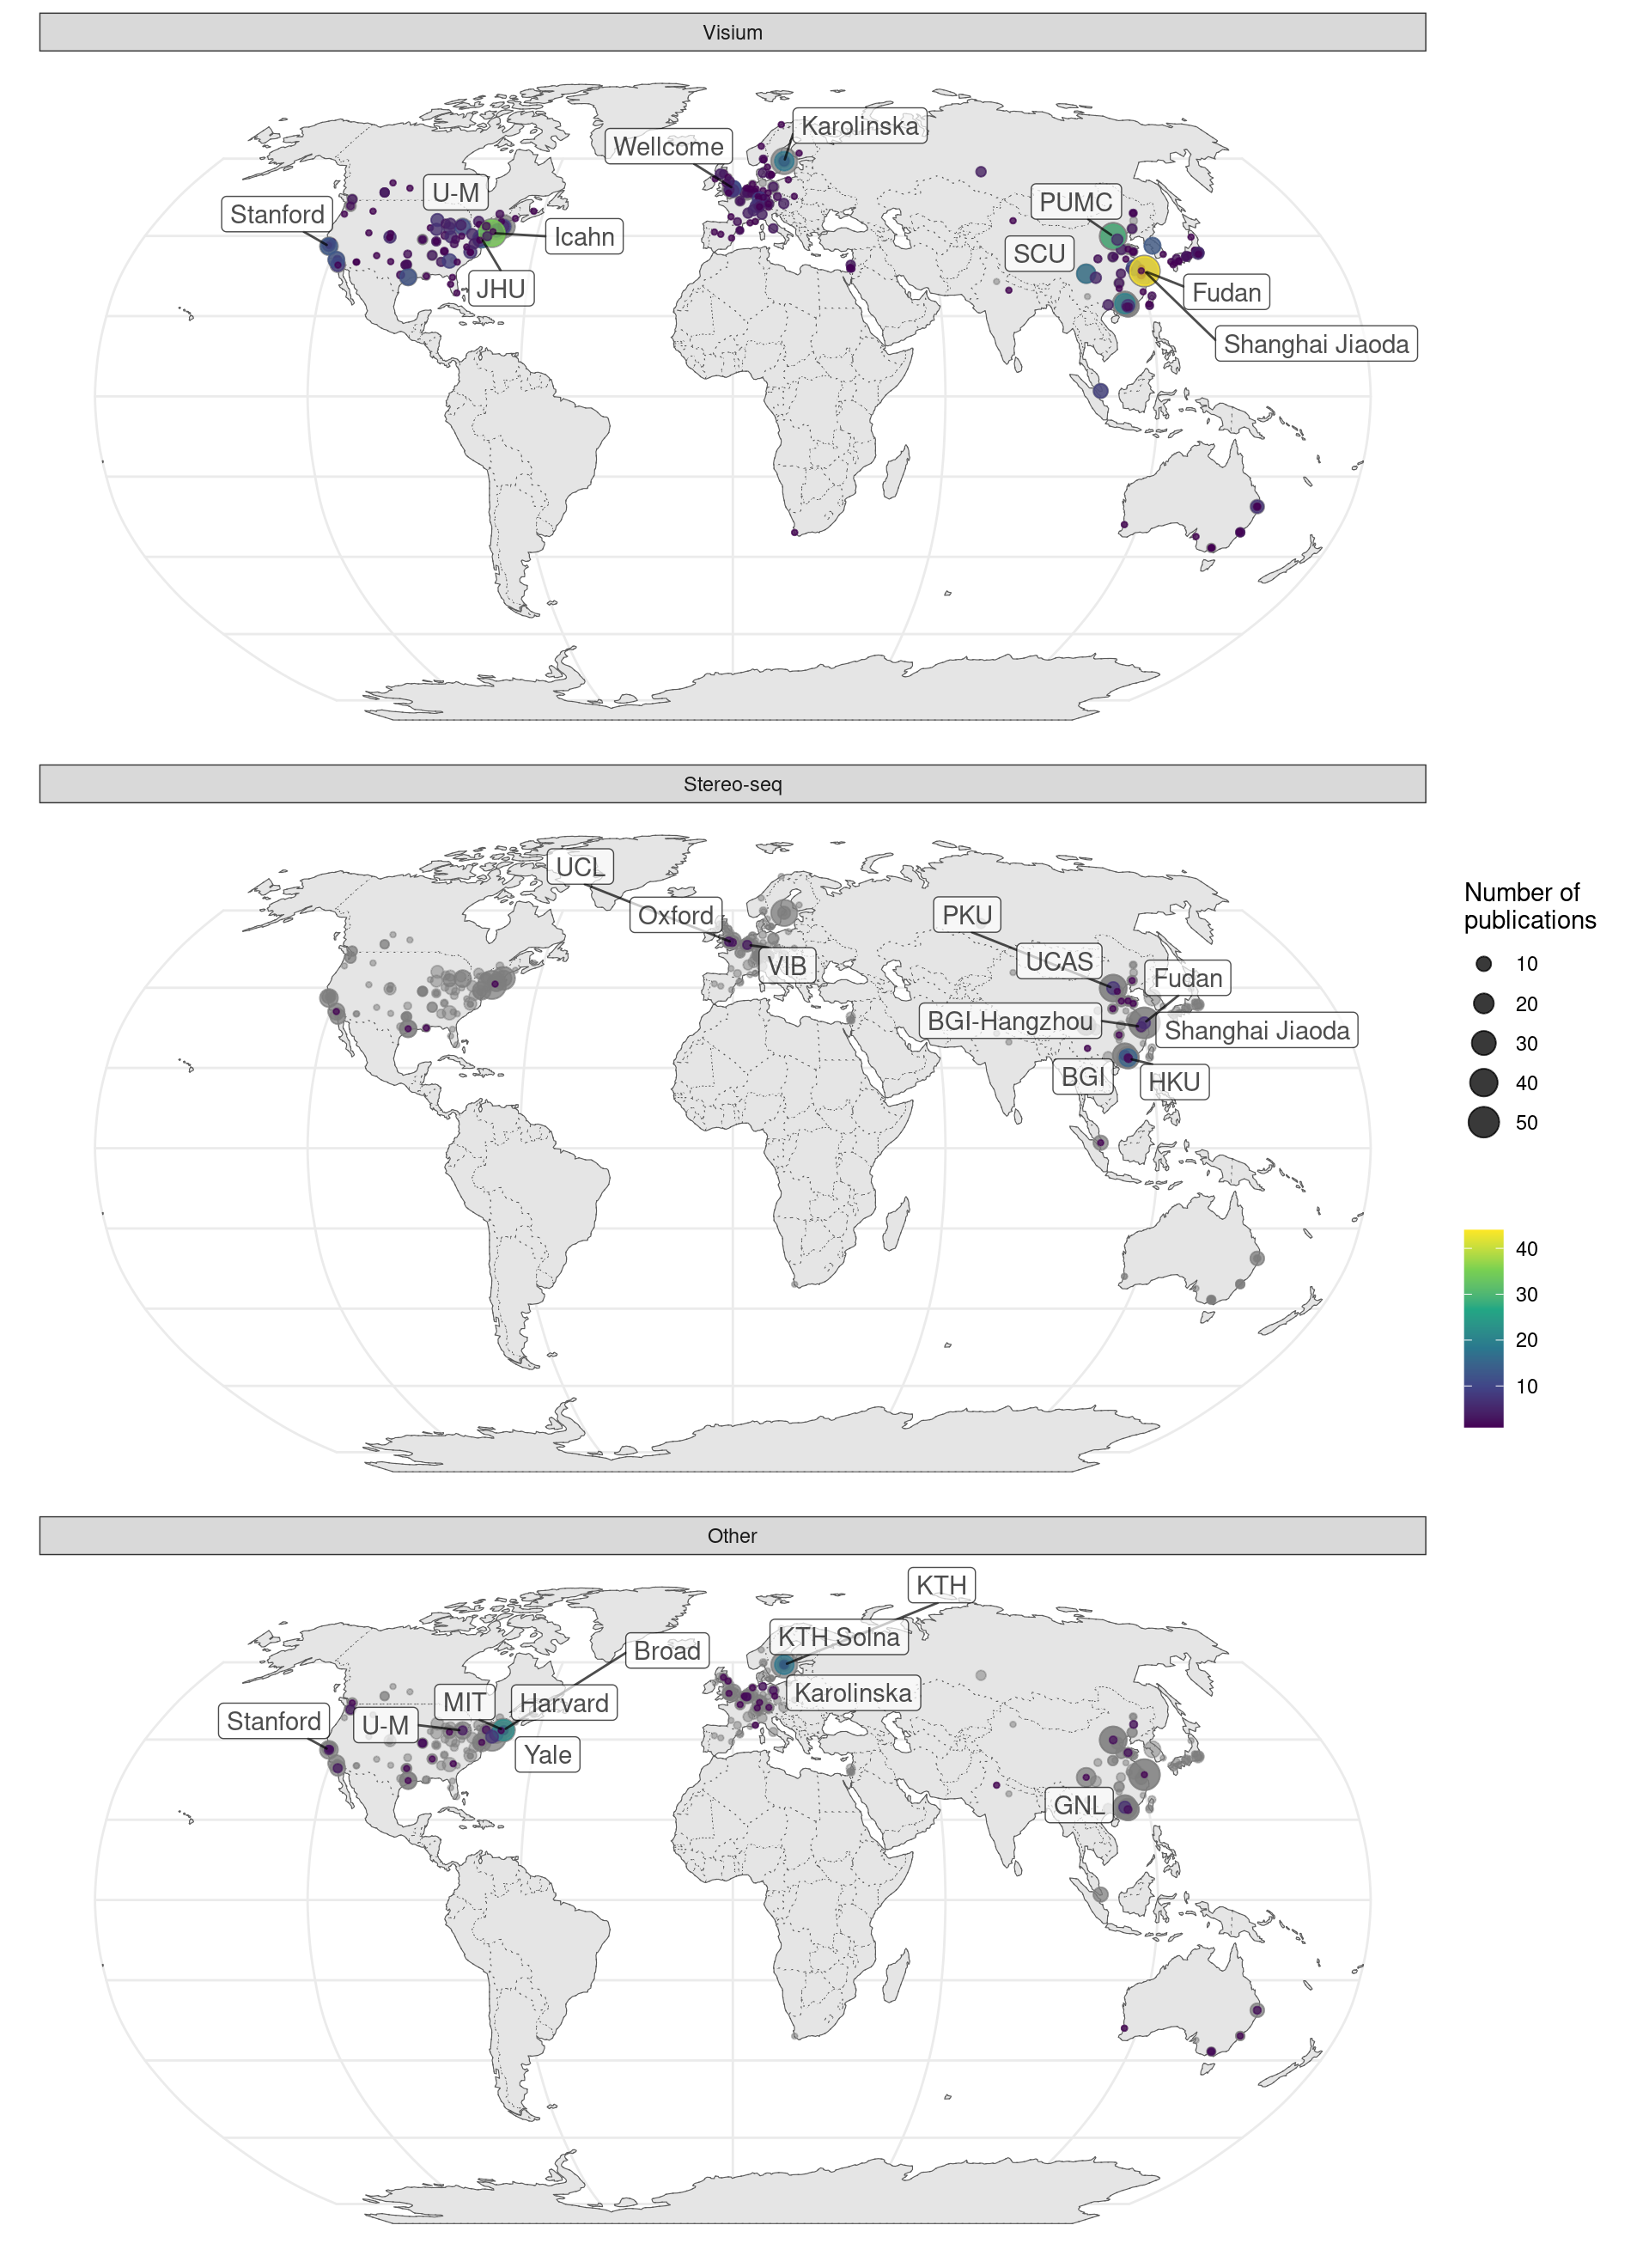 Visium
Karolinska
Wellcome
U-M
PUMC
Stanford
Icahn
SCU
JHU
Fudan
Shanghai Jiaoda
Stereo-seq
UCL
Oxford
PKU
VIB
UCAS
Fudan
BGI-Hangzhou
Shanghai Jiaoda
BGI
HKU
Number of
publications
10
20
30
40
50
40
30
20
10
Other
KTH
KTH Solna
Broad
Karolinska
MIT
Harvard
Stanford
U-M
Yale
GNL